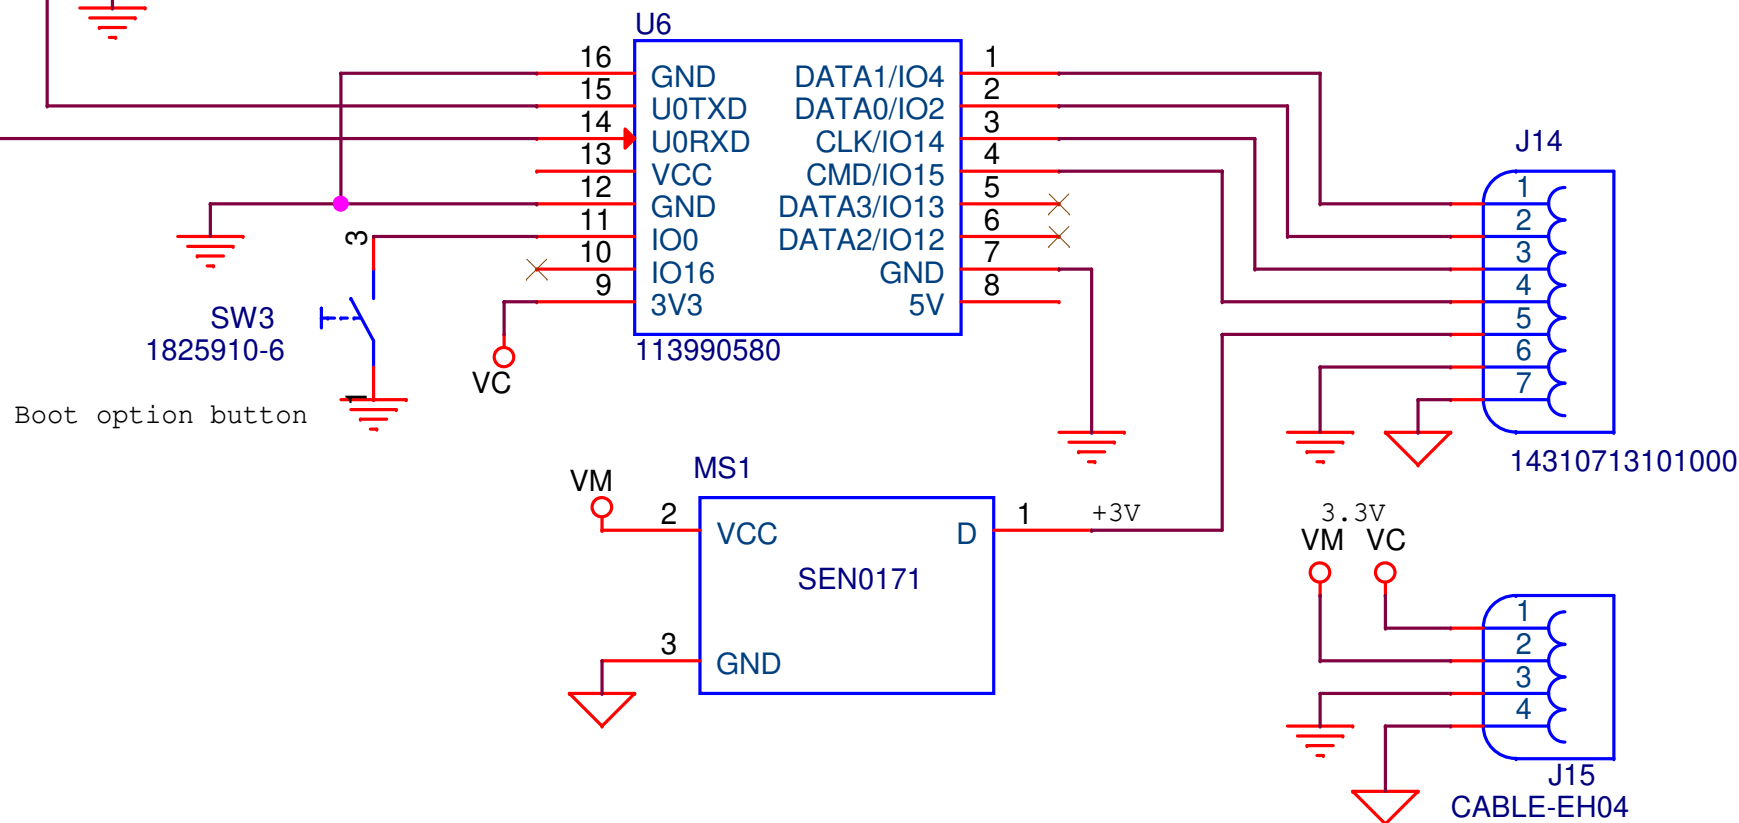 U6
16 GND DATA1/IO4 1
15 U0TXD DATA0/IO2 2
14 U0RXD CLK/IO14 3
13 VCC CMD/IO15 4
12 GND DATA3/IO13 5
11 IO0 DATA2/IO12 6
10 IO16 GND 7
9 3V3 5V 8
113990580
3
SW3
1825910-6
1
Boot option button
VC
J14
1
2
3
4
5
6
7
14310713101000
MS1
VM
2 VCC D 1 +3V
SEN0171
3 GND
3.3V
VM VC
1
2
3
4
J15
CABLE-EH04